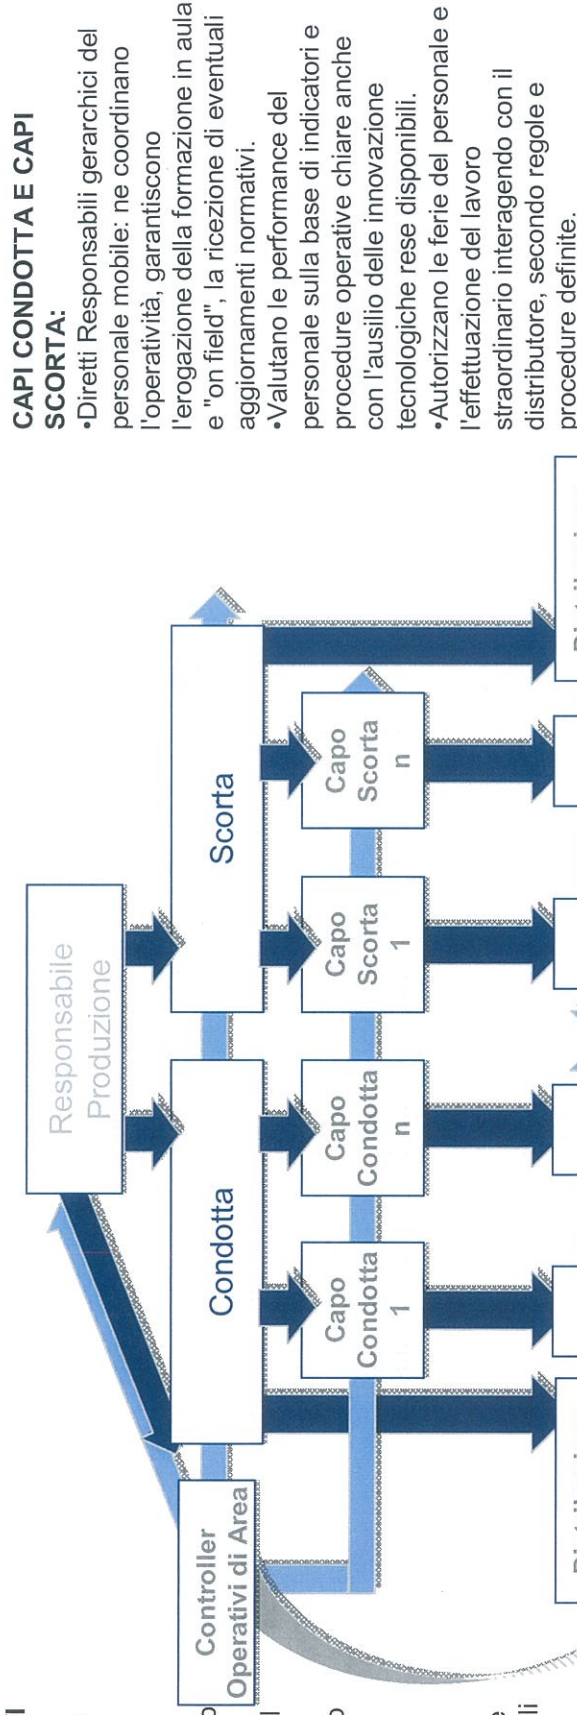 CAPI CONDOTTA E CAPI
SCORTA:
•Diretti Responsabili gerarchici del
personale mobile: ne coordinano
l'operatività, garantiscono
l'erogazione della formazione in aula
e "on field", la ricezione di eventuali
aggiornamenti normativi.
•Valutano le performance del
personale sulla base di indicatori e
procedure operative chiare anche
con l'ausilio delle innovazione
tecnologiche rese disponibili.
•Autorizzano le ferie del personale e
l'effettuazione del lavoro
straordinario interagendo con il
distributore, secondo regole e
procedure definite.
Responsabile
Produzione
Controller
Operativi di Area
Condotta
Scorta
Capo
Condotta
1
Capo
Condotta
n
Capo
Scorta
1
Capo
Scorta
n